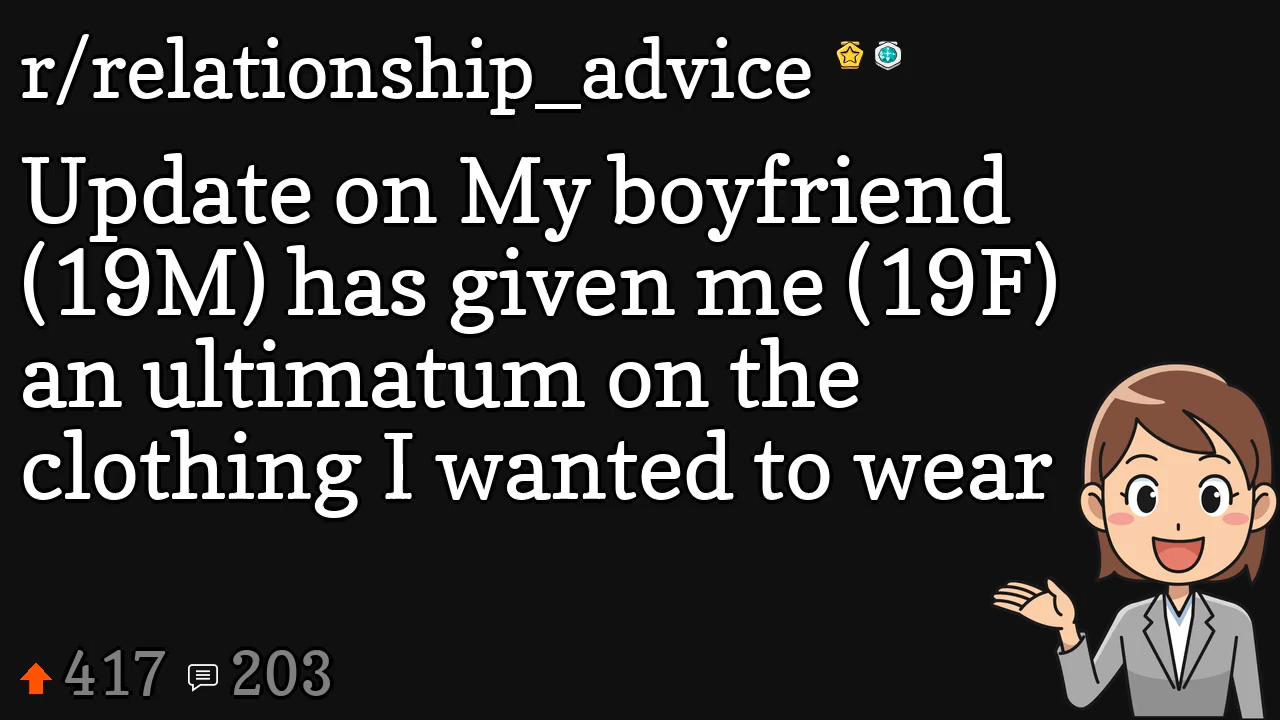 r/relationship_advice
Update on My boyfriend
(19M) has given me (19F)
an ultimatum on the
clothing I wanted to wear
417 203